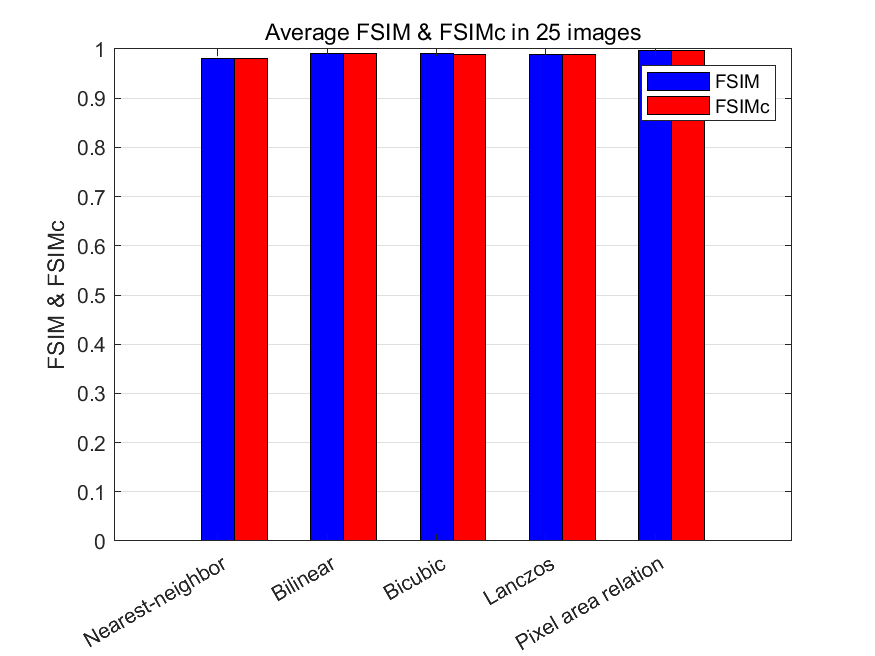 Average FSIM & FSIMc in 25 images
FSIM & FSIMc
1
0.9
0.8
0.7
0.6
0.5
0.4
0.3
0.2
0.1
0
FSIM
FSIMc
Nearest-neighbor
Bilinear
Bicubic
Lanczos
Pixel area relation